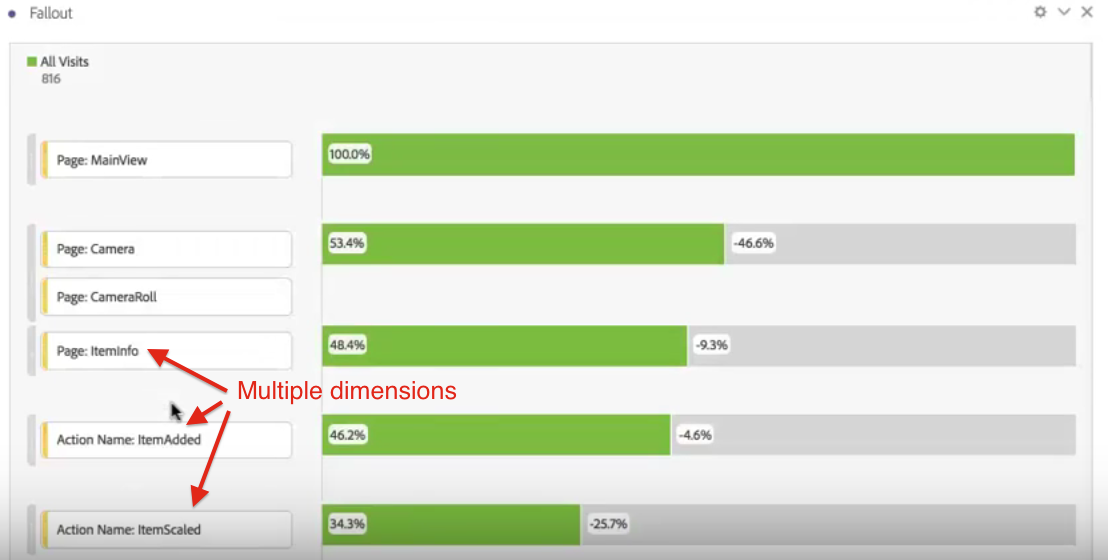 Fallout
All Visits
816
Page: MainView
100.0%
Page: Camera
53.4%
-46.6%
Page: CameraRoll
Page: ItemInfo
48.4%
-9.3%
Multiple dimensions
Action Name: ItemAdded
46.2%
-4.6%
Action Name: ItemScaled
34.3%
-25.7%